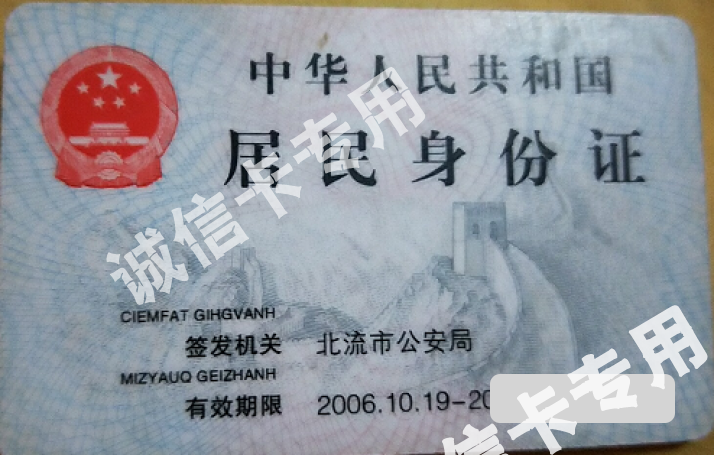 中华人民共和国
居民身份证
诚信卡专用
CIEMFAT GIHGVANH
签发机关 北流市公安局
MIZYAUQ GEIZHANH
有效期限 2006.10.19-20
信卡专用